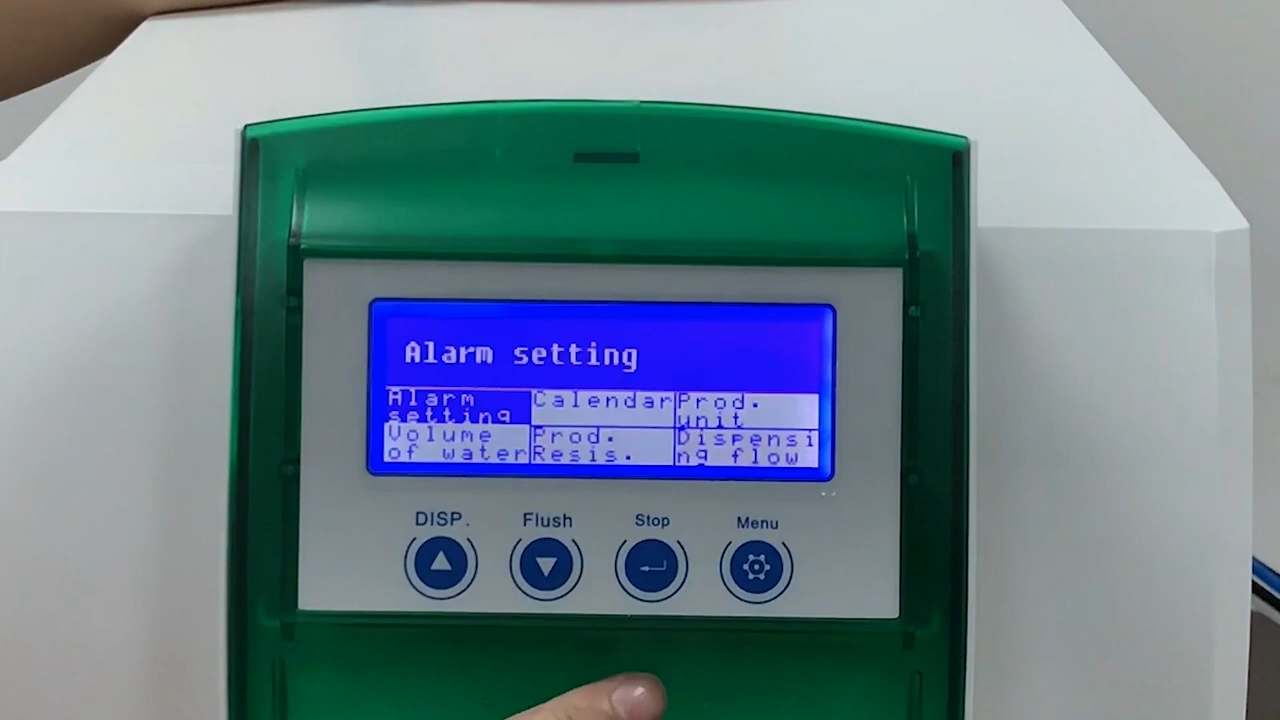 Alarm setting
Alarm setting
Calendar
Prod. unit
Volume of water
Prod. Resis.
Dispensi ng flow
DISP. Flush Stop Menu